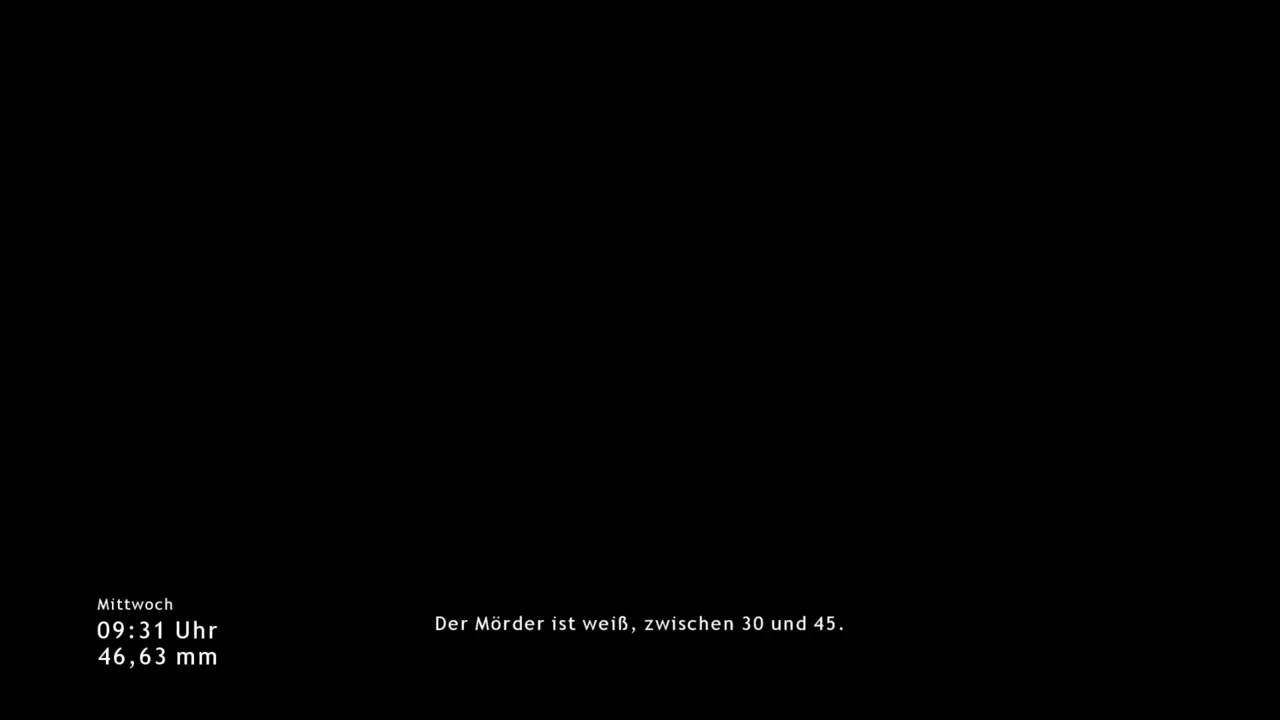 Mittwoch
09:31 Uhr
46,63 mm
Der Mörder ist weiß, zwischen 30 und 45.